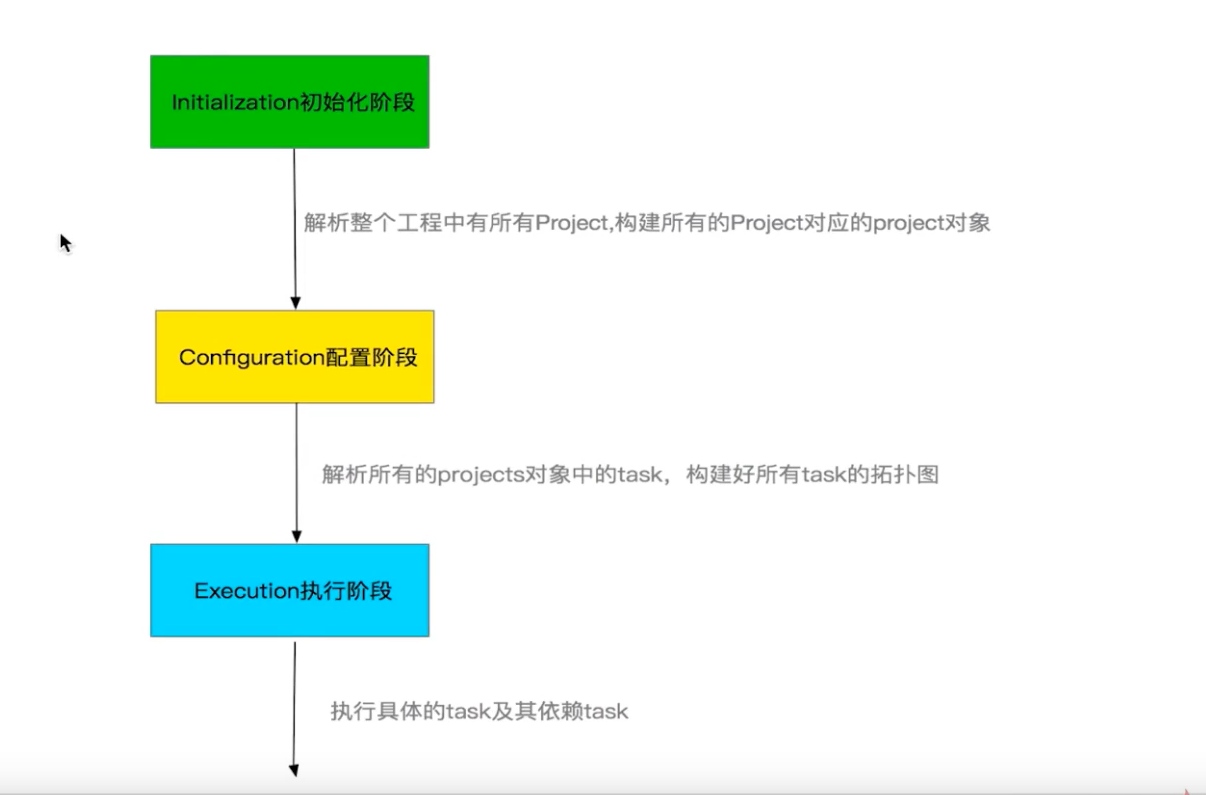 Initialization初始化阶段
解析整个工程中有所有Project,构建所有的Project对应的project对象
Configuration配置阶段
解析所有的projects对象中的task，构建好所有task的拓扑图
Execution执行阶段
执行具体的task及其依赖task